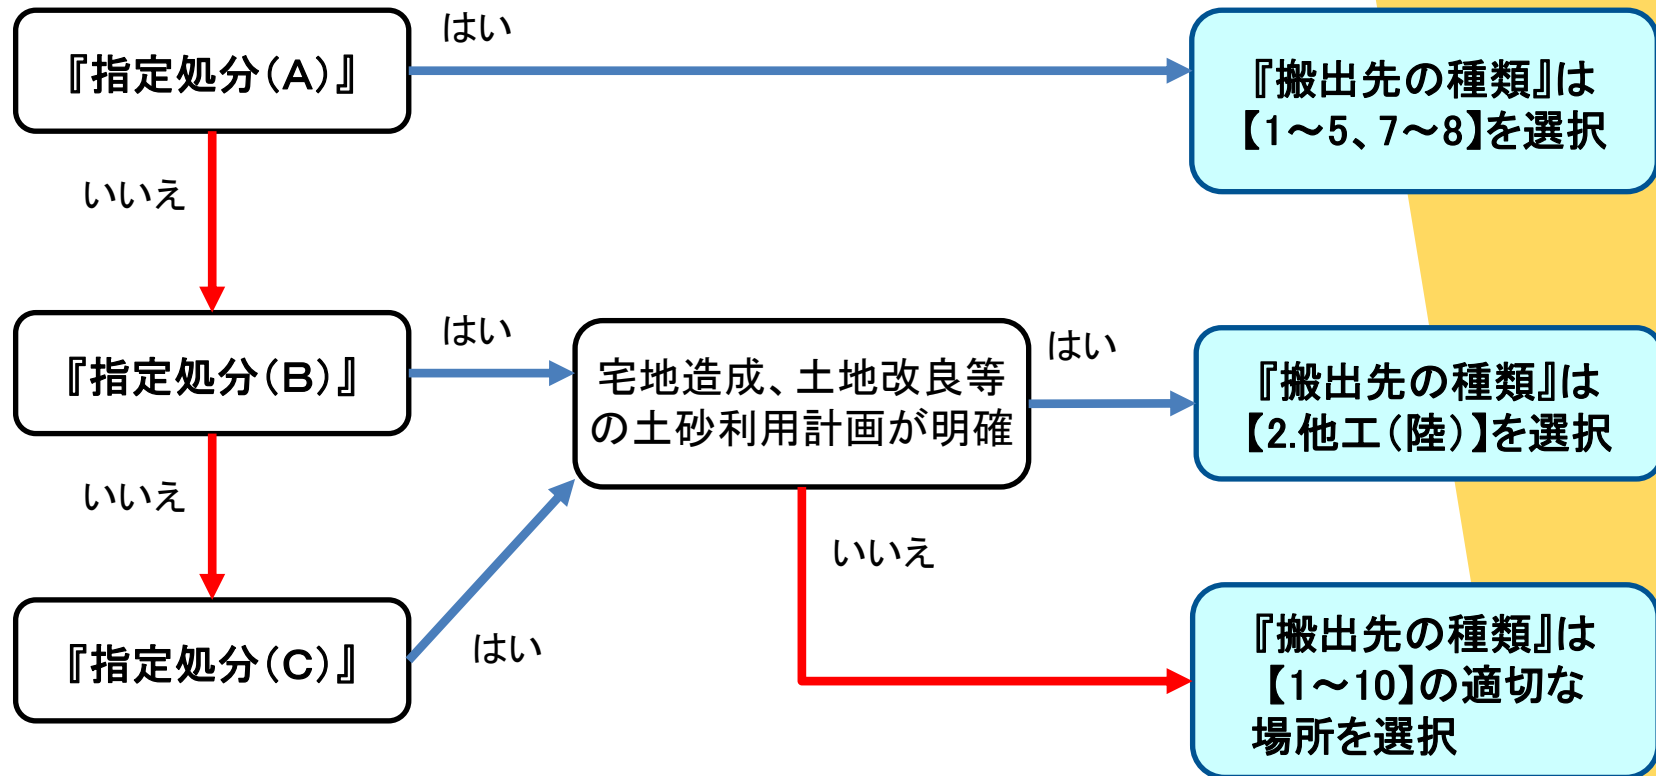 『指定処分(A)』
はい
『搬出先の種類』は
【1～5、7～8】を選択
いいえ
『指定処分(B)』
はい
宅地造成、土地改良等
の土砂利用計画が明確
はい
『搬出先の種類』は
【2.他工(陸)】を選択
いいえ
いいえ
『指定処分(C)』
はい
『搬出先の種類』は
【1～10】の適切な
場所を選択